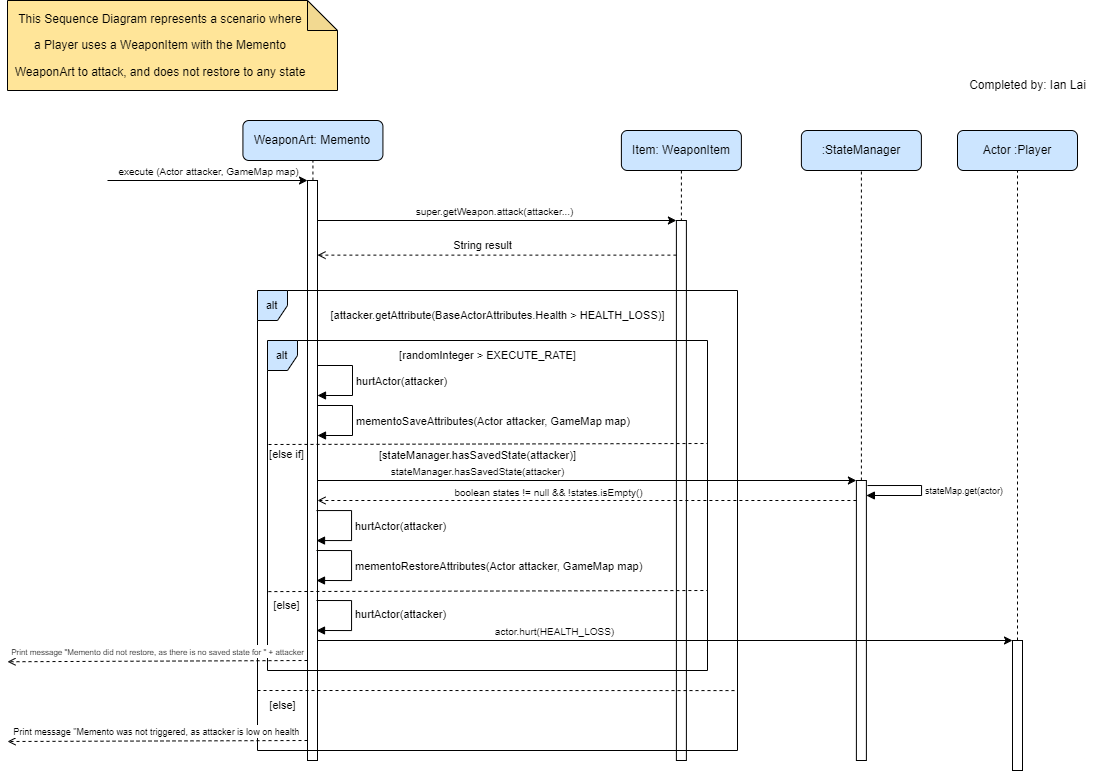 This Sequence Diagram represents a scenario where
a Player uses a WeaponItem with the Memento
WeaponArt to attack, and does not restore to any state
Completed by: Ian Lai
WeaponArt: Memento
Item: WeaponItem
:StateManager
Actor :Player
execute (Actor attacker, GameMap map)
super.getWeapon.attack(attacker...)
String result
alt
[attacker.getAttribute(BaseActorAttributes.Health > HEALTH_LOSS)]
alt
[randomInteger > EXECUTE_RATE]
hurtActor(attacker)
mementoSaveAttributes(Actor attacker, GameMap map)
[else if]
[stateManager.hasSavedState(attacker)]
stateManager.hasSavedState(attacker)
boolean states != null && !states.isEmpty()
stateMap.get(actor)
hurtActor(attacker)
mementoRestoreAttributes(Actor attacker, GameMap map)
[else]
hurtActor(attacker)
actor.hurt(HEALTH_LOSS)
Print message "Memento did not restore, as there is no saved state for " + attacker
[else]
Print message "Memento was not triggered, as attacker is low on health